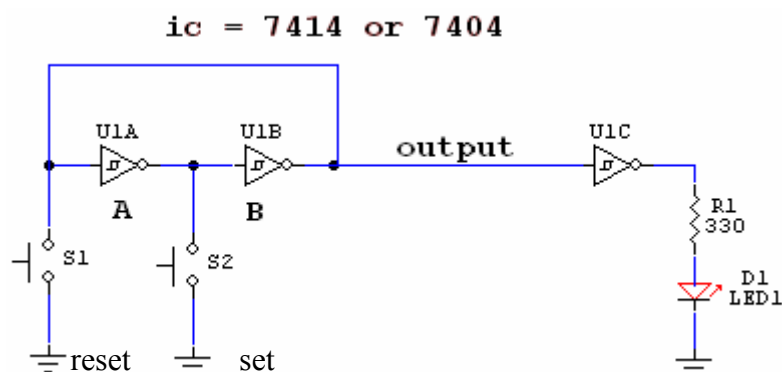 ic = 7414 or 7404
U1A
U1B
U1C
output
A
B
R1
330
S1
S2
D1
LED1
reset
set